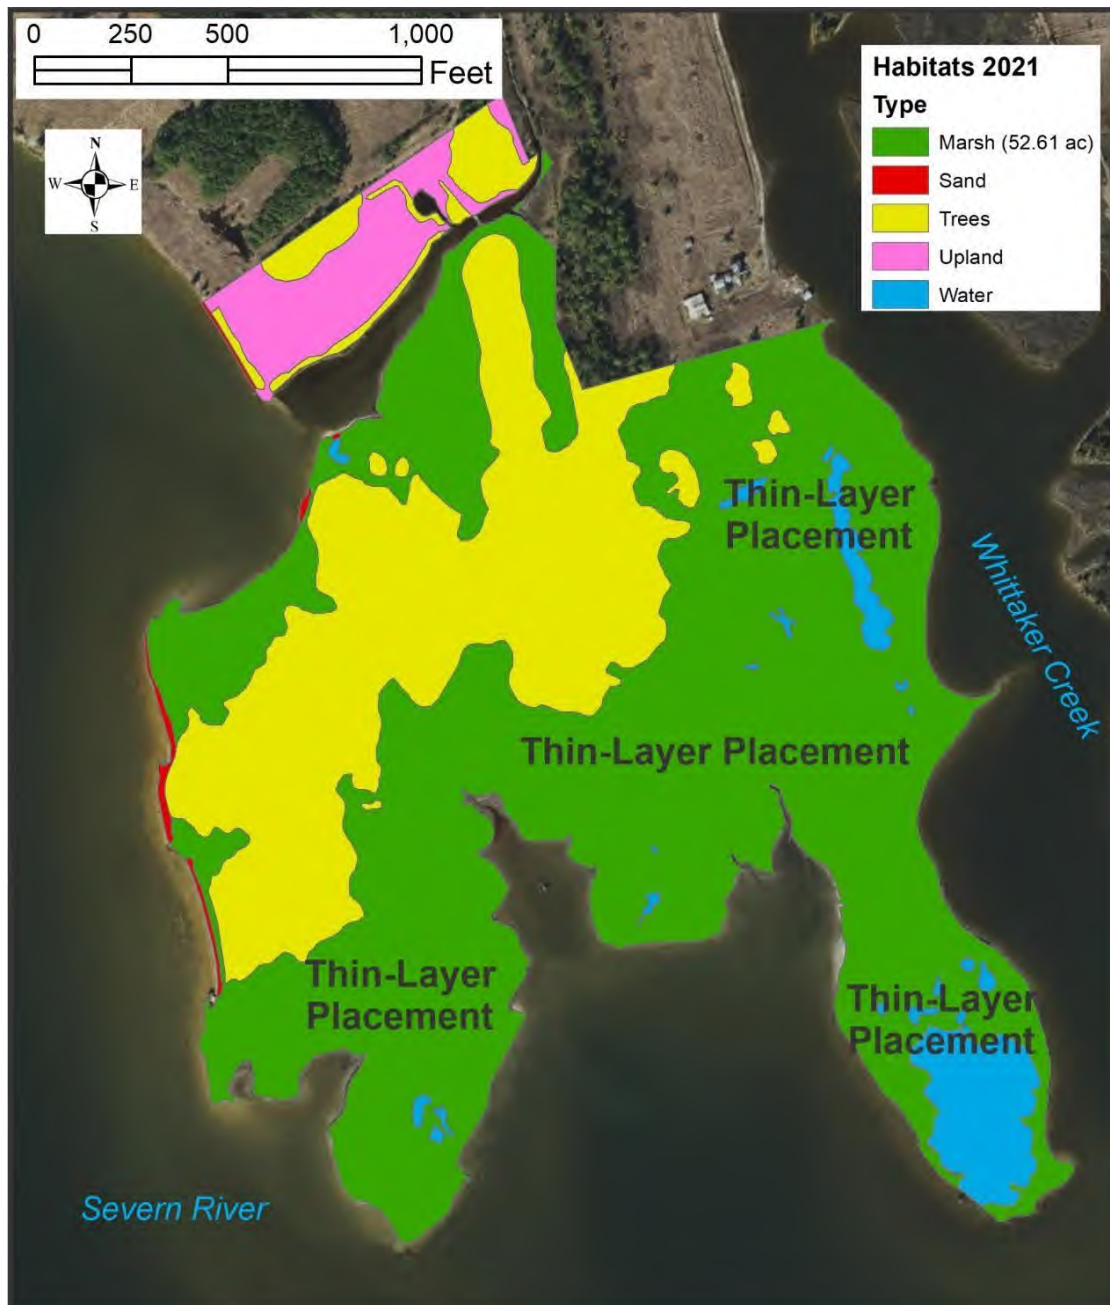 0 250 500 1,000
Feet
N
W E
S
Habitats 2021
Type
Marsh (52.61 ac)
Sand
Trees
Upland
Water
Thin-Layer
Placement
Whittaker Creek
Thin-Layer Placement
Thin-Layer
Placement
Thin-Layer
Placement
Severn River